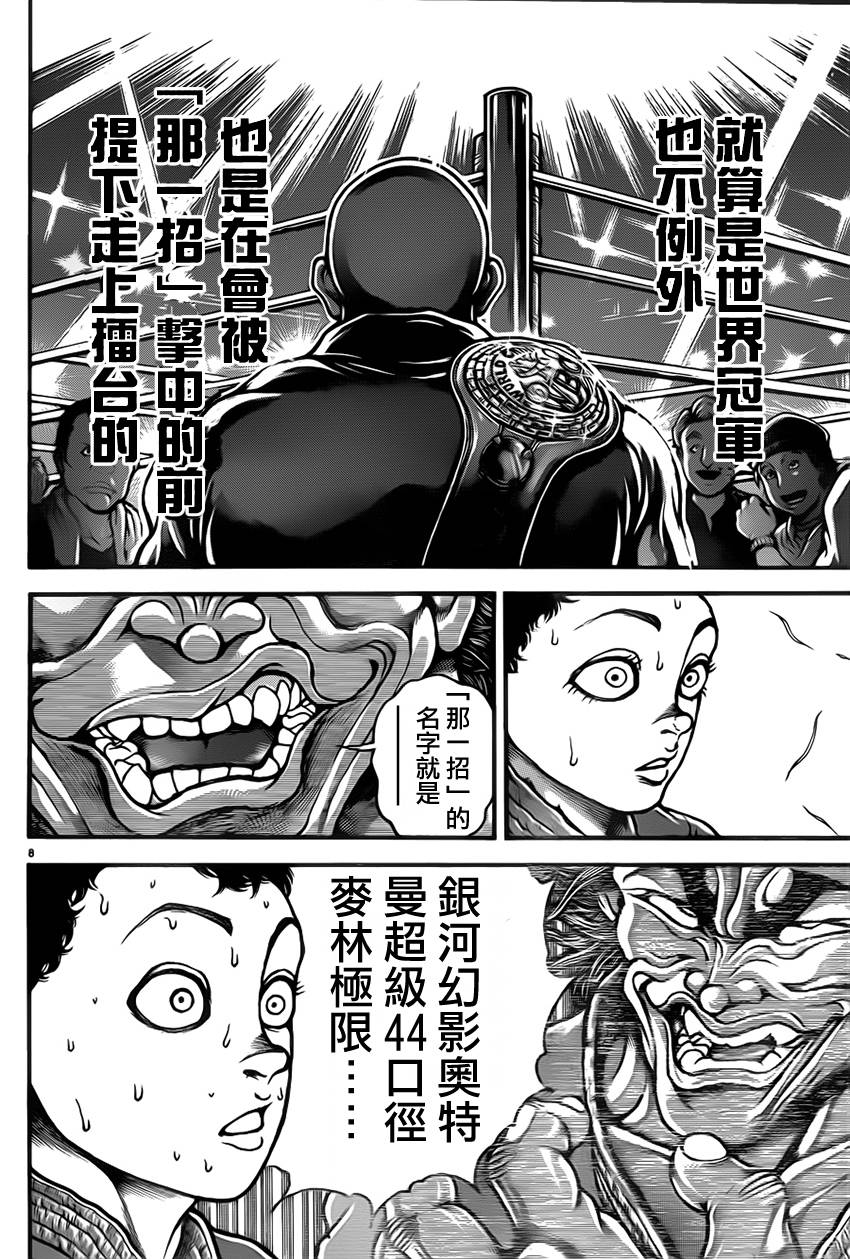 就算是世界冠軍
也不例外
也是在會被
「那一招」擊中的前
提下、走上擂台的
WORLD
「那一招」的
名字就是
——
8
銀河幻影奧特
曼超級44口徑
麥林極限……